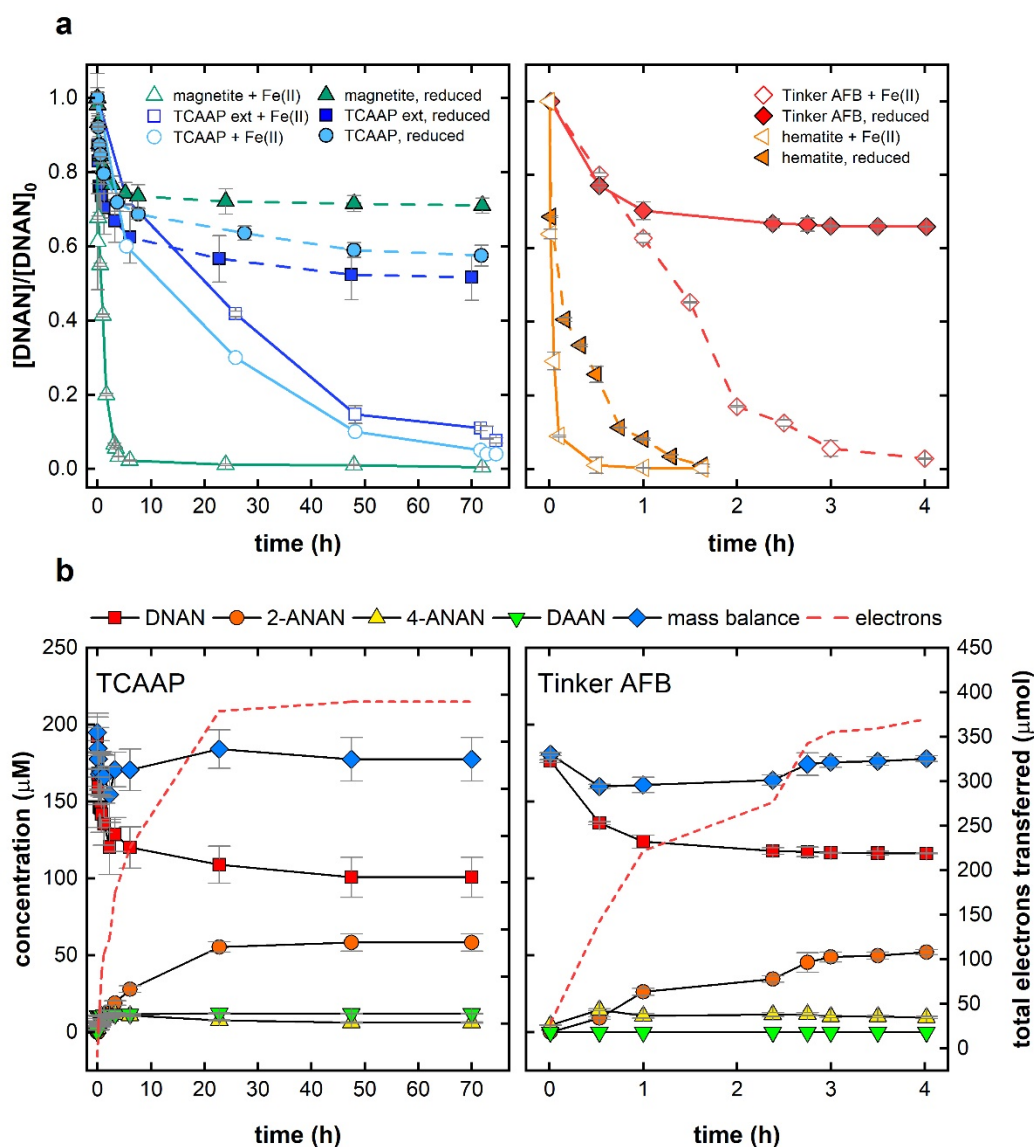 a
magnetite + Fe(II) magnetite, reduced
TCAAP ext + Fe(II) TCAAP ext, reduced
TCAAP + Fe(II) TCAAP, reduced
Tinker AFB + Fe(II)
Tinker AFB, reduced
hematite + Fe(II)
hematite, reduced
1.0
0.8
0.6
0.4
0.2
0.0
[DNAN]/[DNAN]0
0 10 20 30 40 50 60 70 80
0 1 2 3 4
time (h) time (h)
b
DNAN 2-ANAN 4-ANAN DAAN mass balance electrons
TCAAP
Tinker AFB
250
200
150
100
50
0
concentration (µM)
450
400
350
300
250
200
150
100
50
0
total electrons transferred (µmol)
0 10 20 30 40 50 60 70
0 1 2 3 4
time (h) time (h)